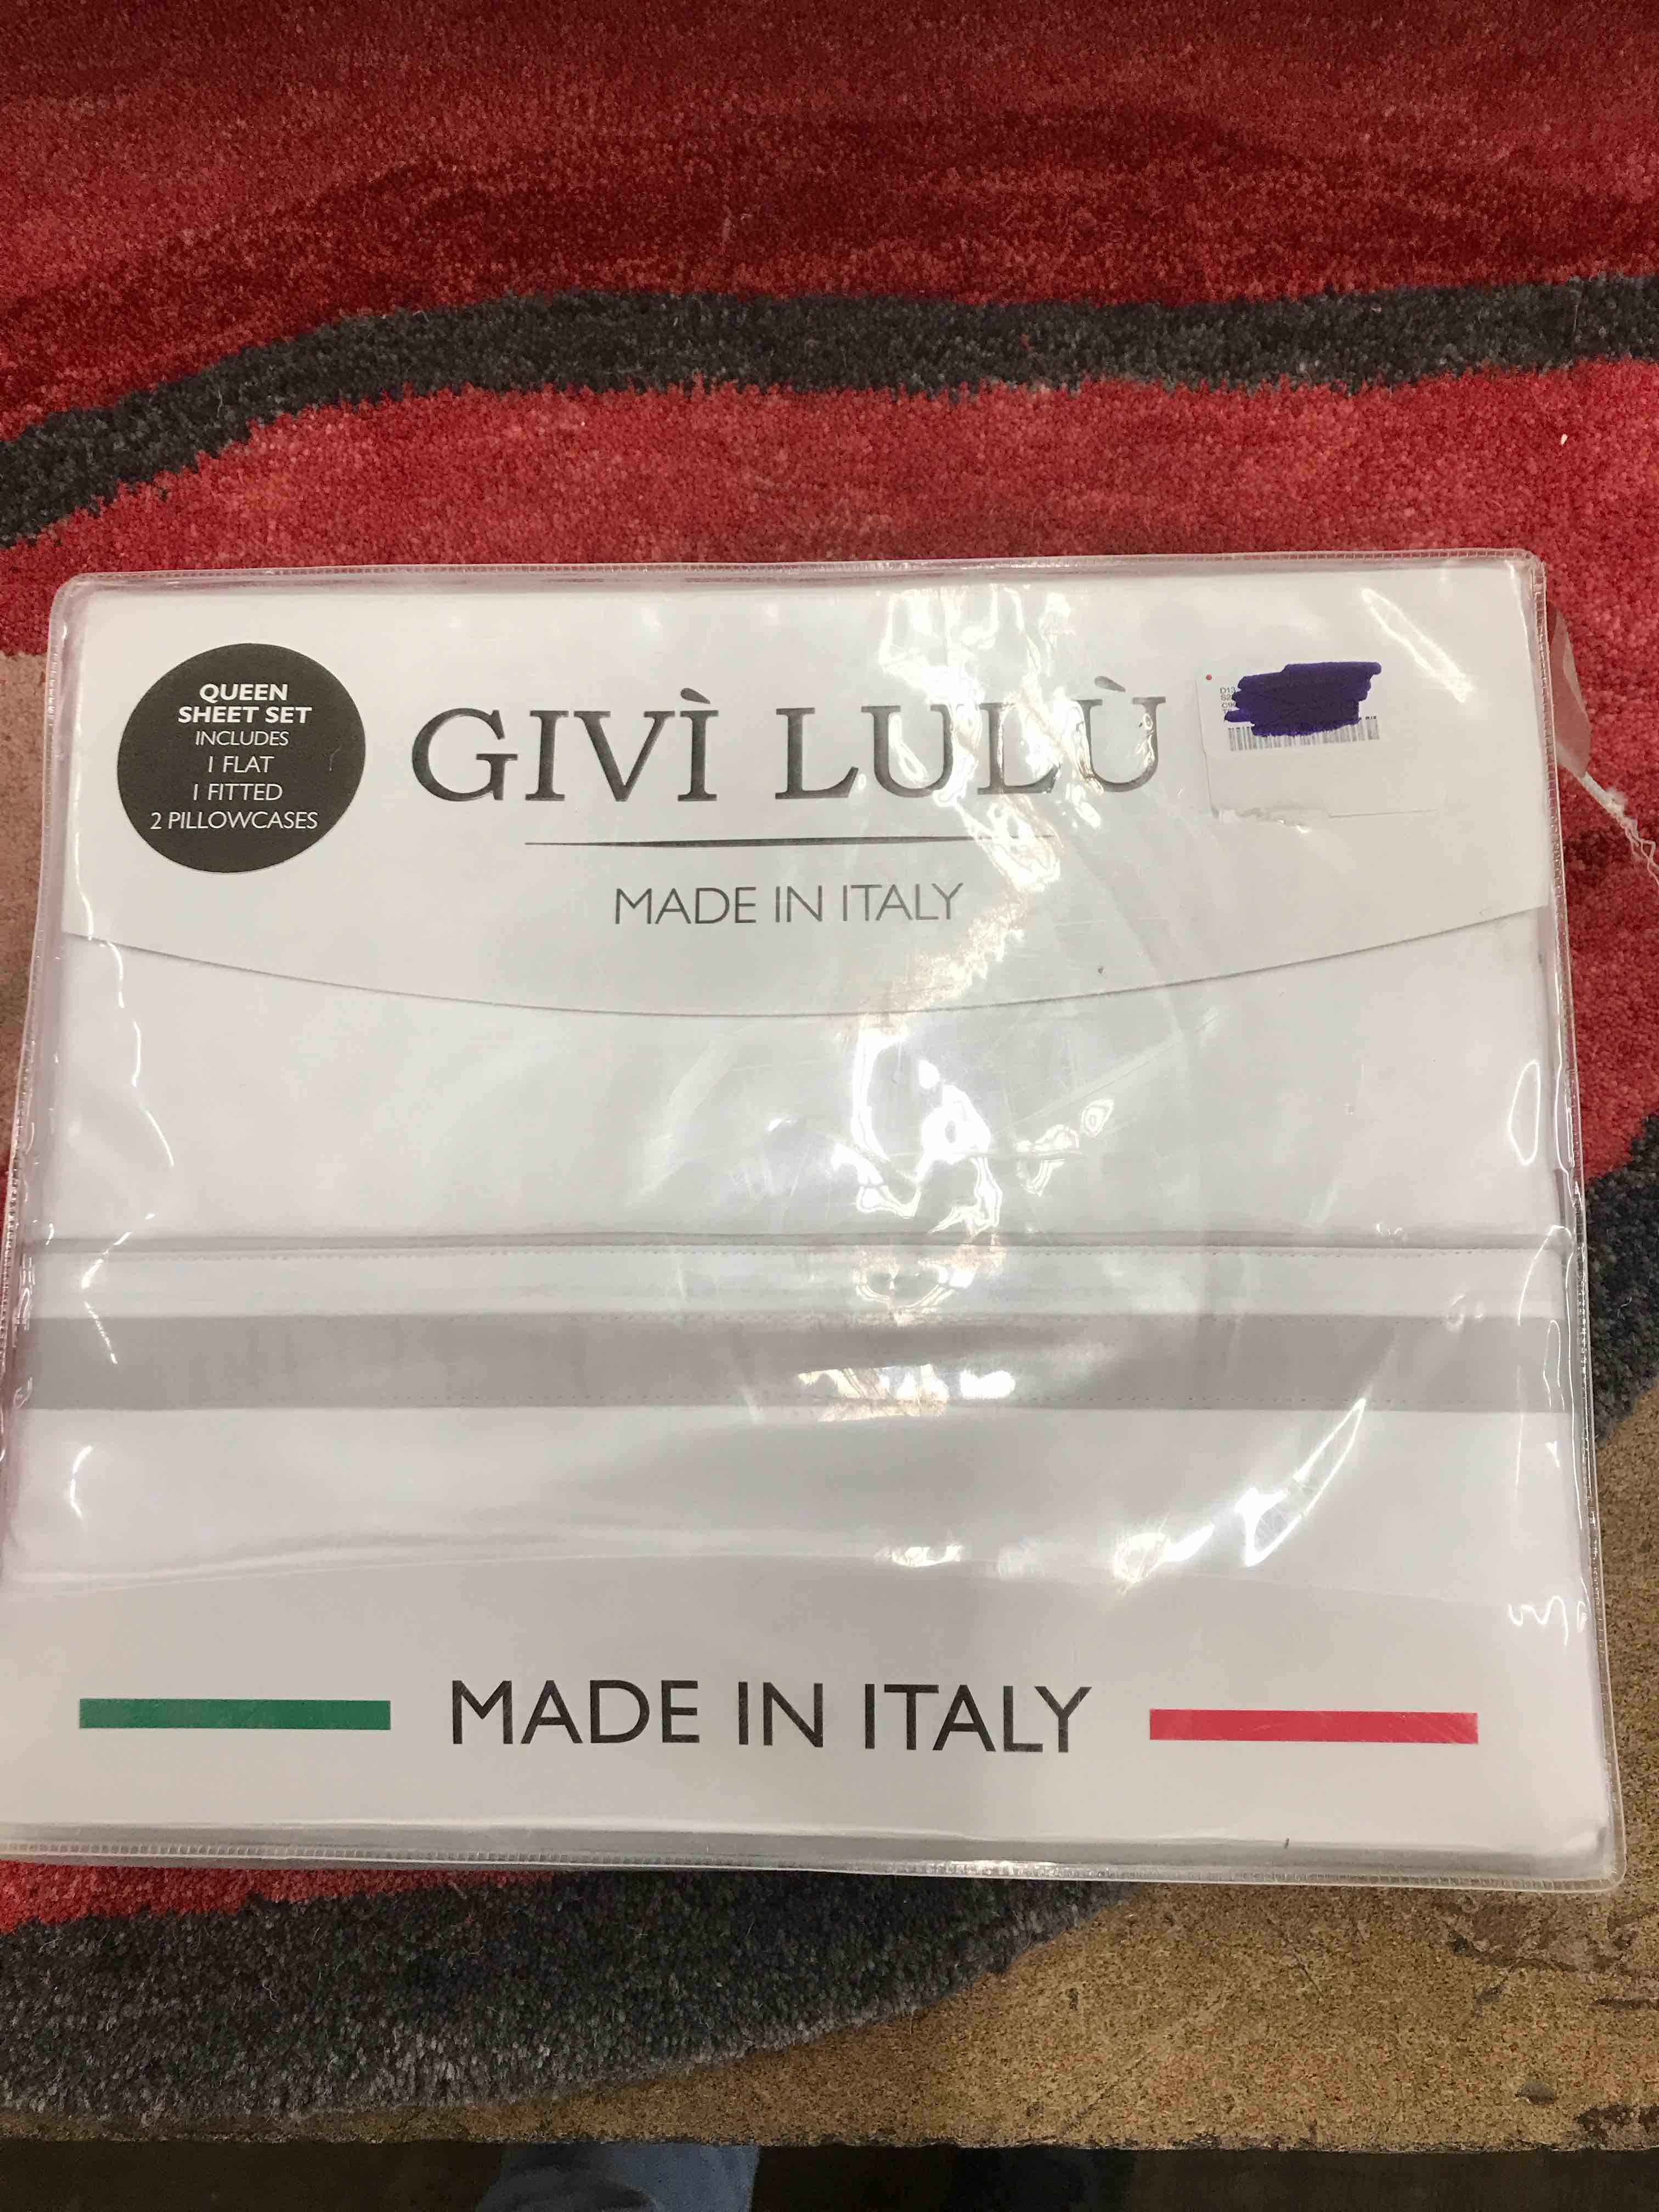 QUEEN
SHEET SET
INCLUDES
1 FLAT
1 FITTED
2 PILLOWCASES
GIVÌ LULÙ
MADE IN ITALY
MADE IN ITALY